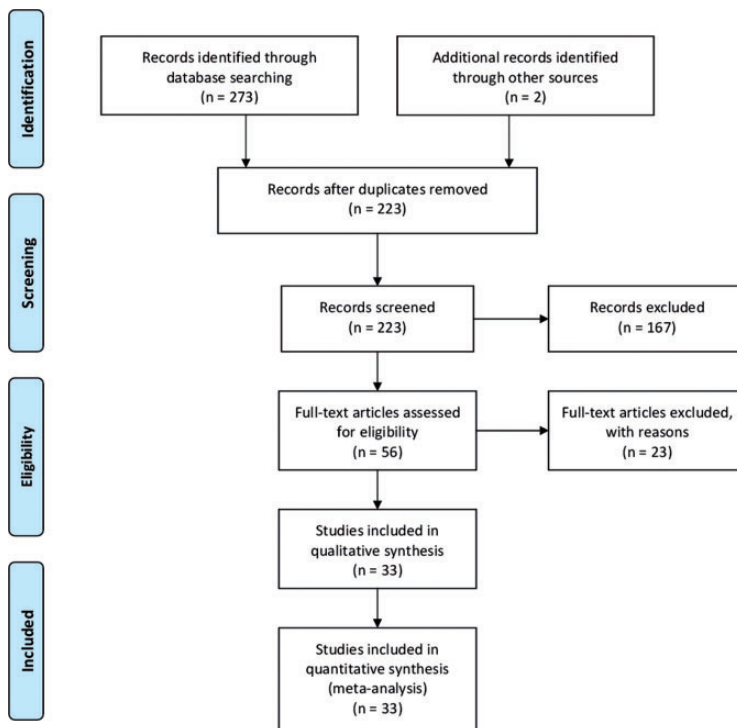 Identification
Records identified through
database searching
(n = 273)
Additional records identified
through other sources
(n = 2)
Records after duplicates removed
(n = 223)
Screening
Records screened
(n = 223)
Records excluded
(n = 167)
Eligibility
Full-text articles assessed
for eligibility
(n = 56)
Full-text articles excluded,
with reasons
(n = 23)
Studies included in
qualitative synthesis
(n = 33)
Included
Studies included in
quantitative synthesis
(meta-analysis)
(n = 33)